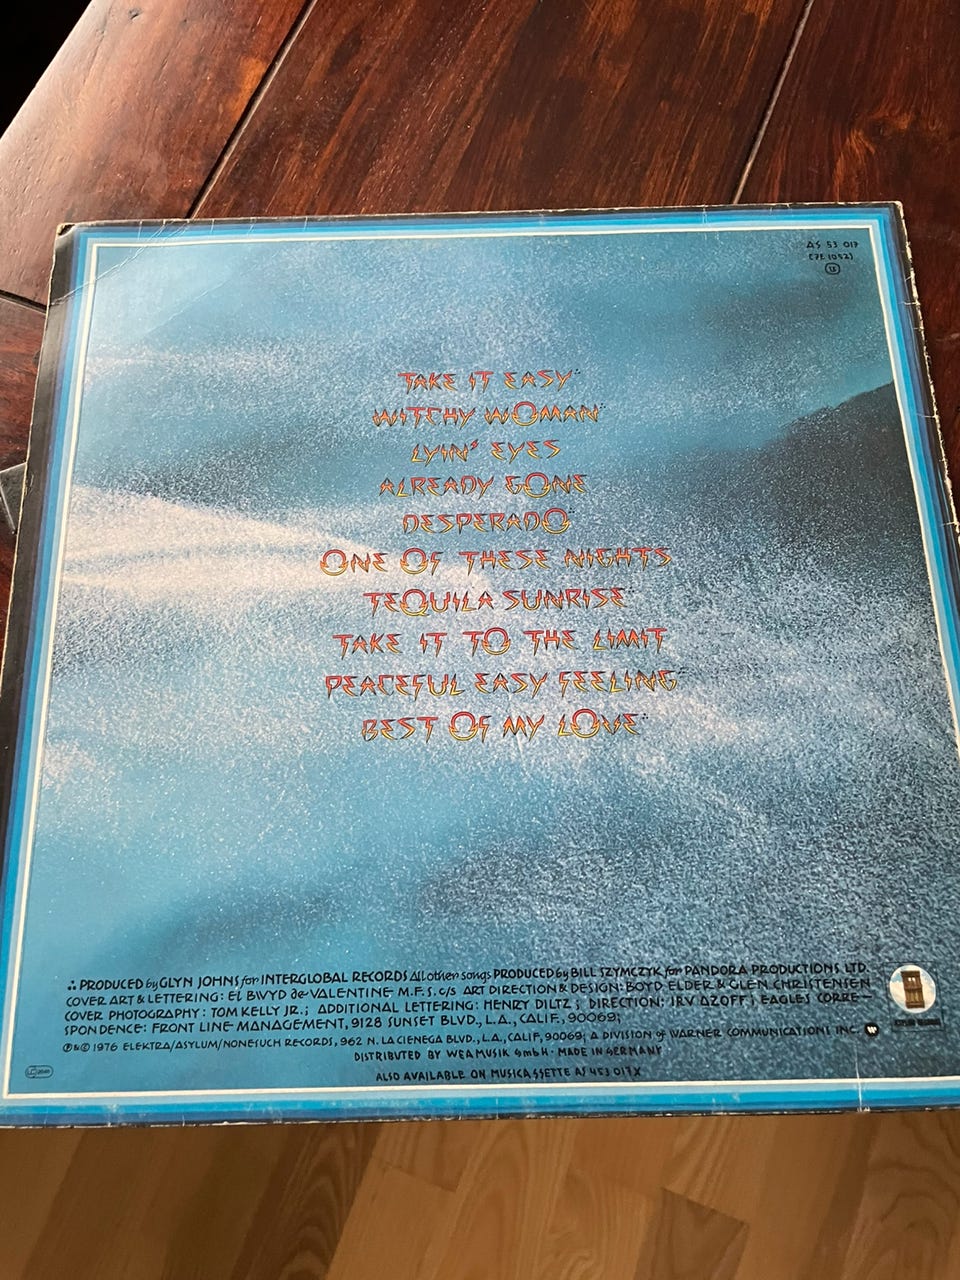 AS 53 017
(7E 1052)
TAKE IT EASY∴
WITCHY WOMAN∴
LYIN' EYES
ALREADY GONE
DESPERADO∴
ONE OF THESE NIGHTS
TEQUILA SUNRISE∴
TAKE IT TO THE LIMIT
PEACEFUL EASY FEELING∴
BEST OF MY LOVE∴
∴ PRODUCED by GLYN JOHNS for INTERGLOBAL RECORDS All other songs PRODUCED by BILL SZYMCZYK for PANDORA PRODUCTIONS LTD.
COVER ART & LETTERING: EL BWYD de VALENTINE M.F.S. c/s ART DIRECTION & DESIGN: BOYD ELDER & GLEN CHRISTENSEN
COVER PHOTOGRAPHY: TOM KELLY JR.; ADDITIONAL LETTERING: HENRY DILTZ; DIRECTION: IRV AZOFF; EAGLES CORRE-
SPONDENCE: FRONT LINE MANAGEMENT, 9128 SUNSET BLVD., L.A., CALIF., 90069;
℗&© 1976 ELEKTRA/ASYLUM/NONESUCH RECORDS, 962 N. LA CIENEGA BLVD., L.A., CALIF, 90069; A DIVISION of WARNER COMMUNICATIONS INC.
DISTRIBUTED BY WEA MUSIK GmbH · MADE IN GERMANY
ALSO AVAILABLE ON MUSICASSETTE AS 453 017 X